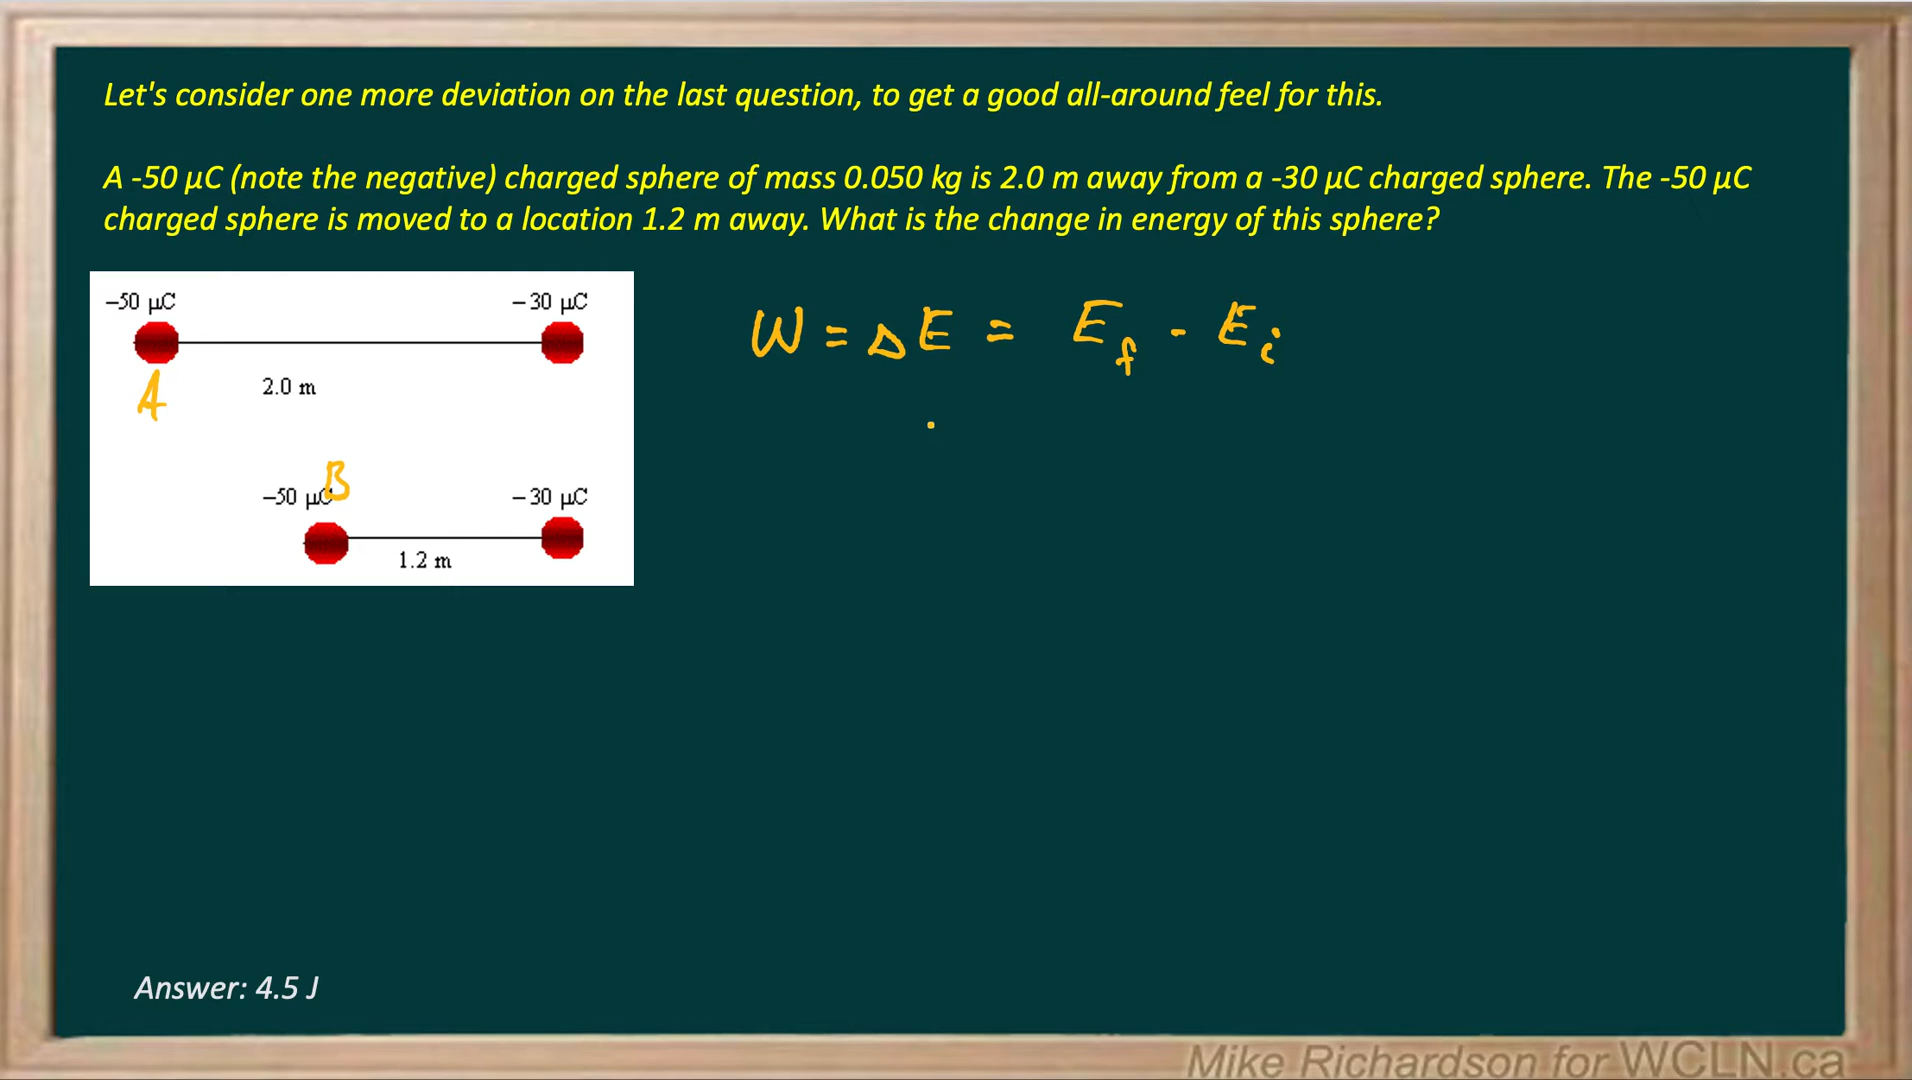 Let's consider one more deviation on the last question, to get a good all-around feel for this.
A -50 μC (note the negative) charged sphere of mass 0.050 kg is 2.0 m away from a -30 μC charged sphere. The -50 μC
charged sphere is moved to a location 1.2 m away. What is the change in energy of this sphere?
−50 μC
− 30 μC
W = ΔE = E_f - E_i
2.0 m
A
B
−50 μC
− 30 μC
1.2 m
Answer: 4.5 J
Mike Richardson for WCLN.ca